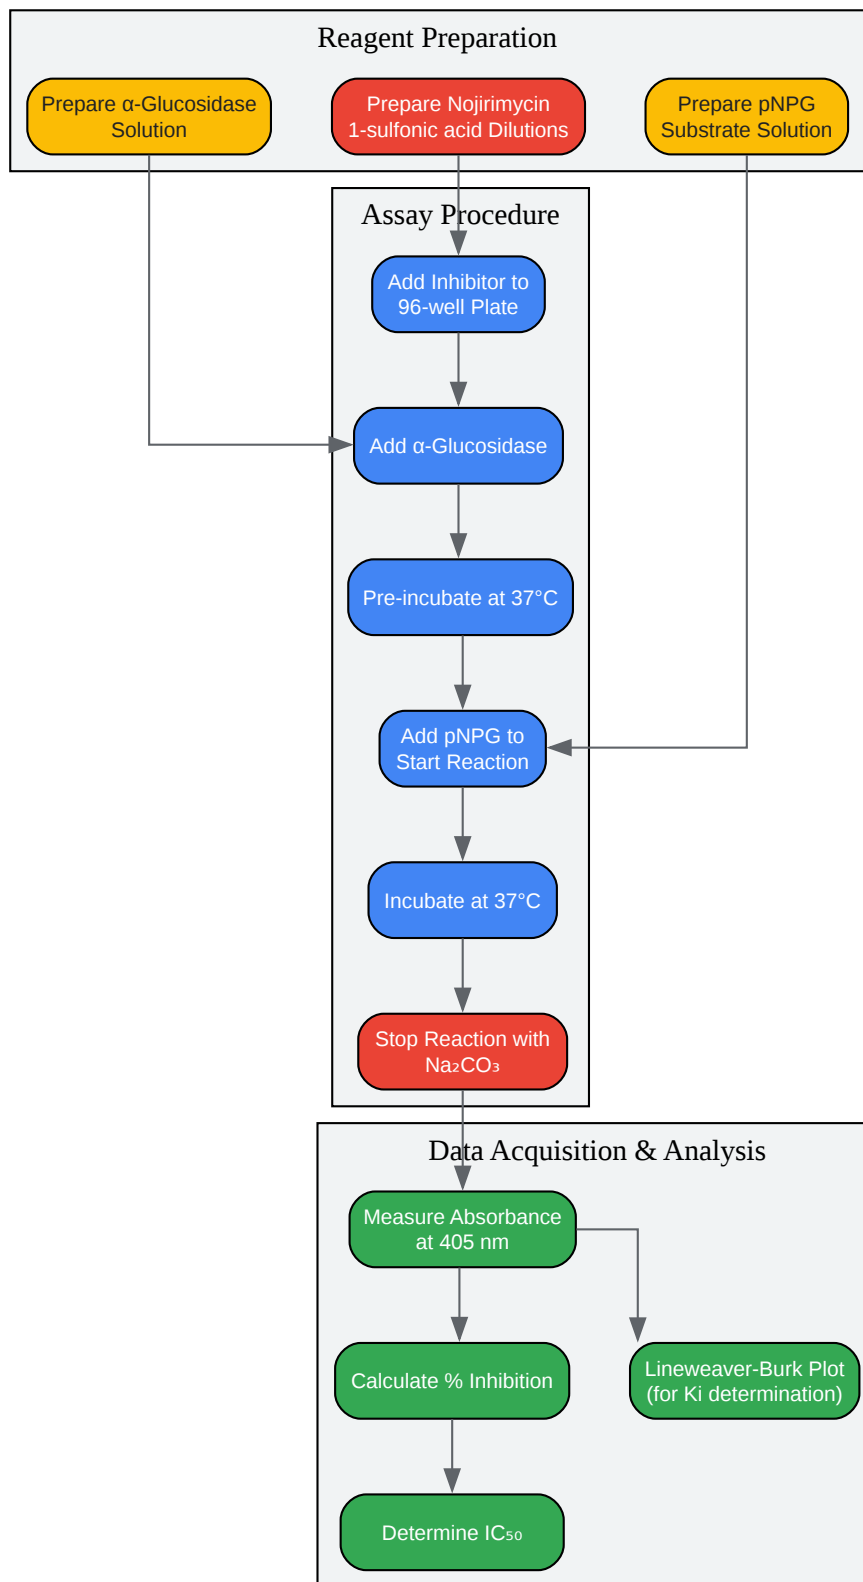 Reagent Preparation
Prepare α-Glucosidase
Solution
Prepare Nojirimycin
1-sulfonic acid Dilutions
Prepare pNPG
Substrate Solution
Assay Procedure
Add Inhibitor to
96-well Plate
Add α-Glucosidase
Pre-incubate at 37°C
Add pNPG to
Start Reaction
Incubate at 37°C
Stop Reaction with
Na₂CO₃
Data Acquisition & Analysis
Measure Absorbance
at 405 nm
Calculate % Inhibition
Lineweaver-Burk Plot
(for Ki determination)
Determine IC₅₀